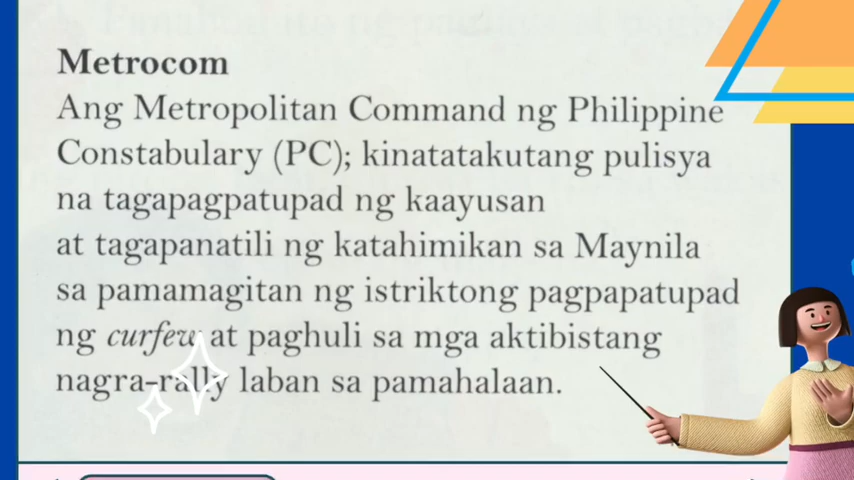 Metrocom
Ang Metropolitan Command ng Philippine
Constabulary (PC); kinatatakutang pulisya
na tagapagpatupad ng kaayusan
at tagapanatili ng katahimikan sa Maynila
sa pamamagitan ng istriktong pagpapatupad
ng curfew at paghuli sa mga aktibistang
nagra-rally laban sa pamahalaan.